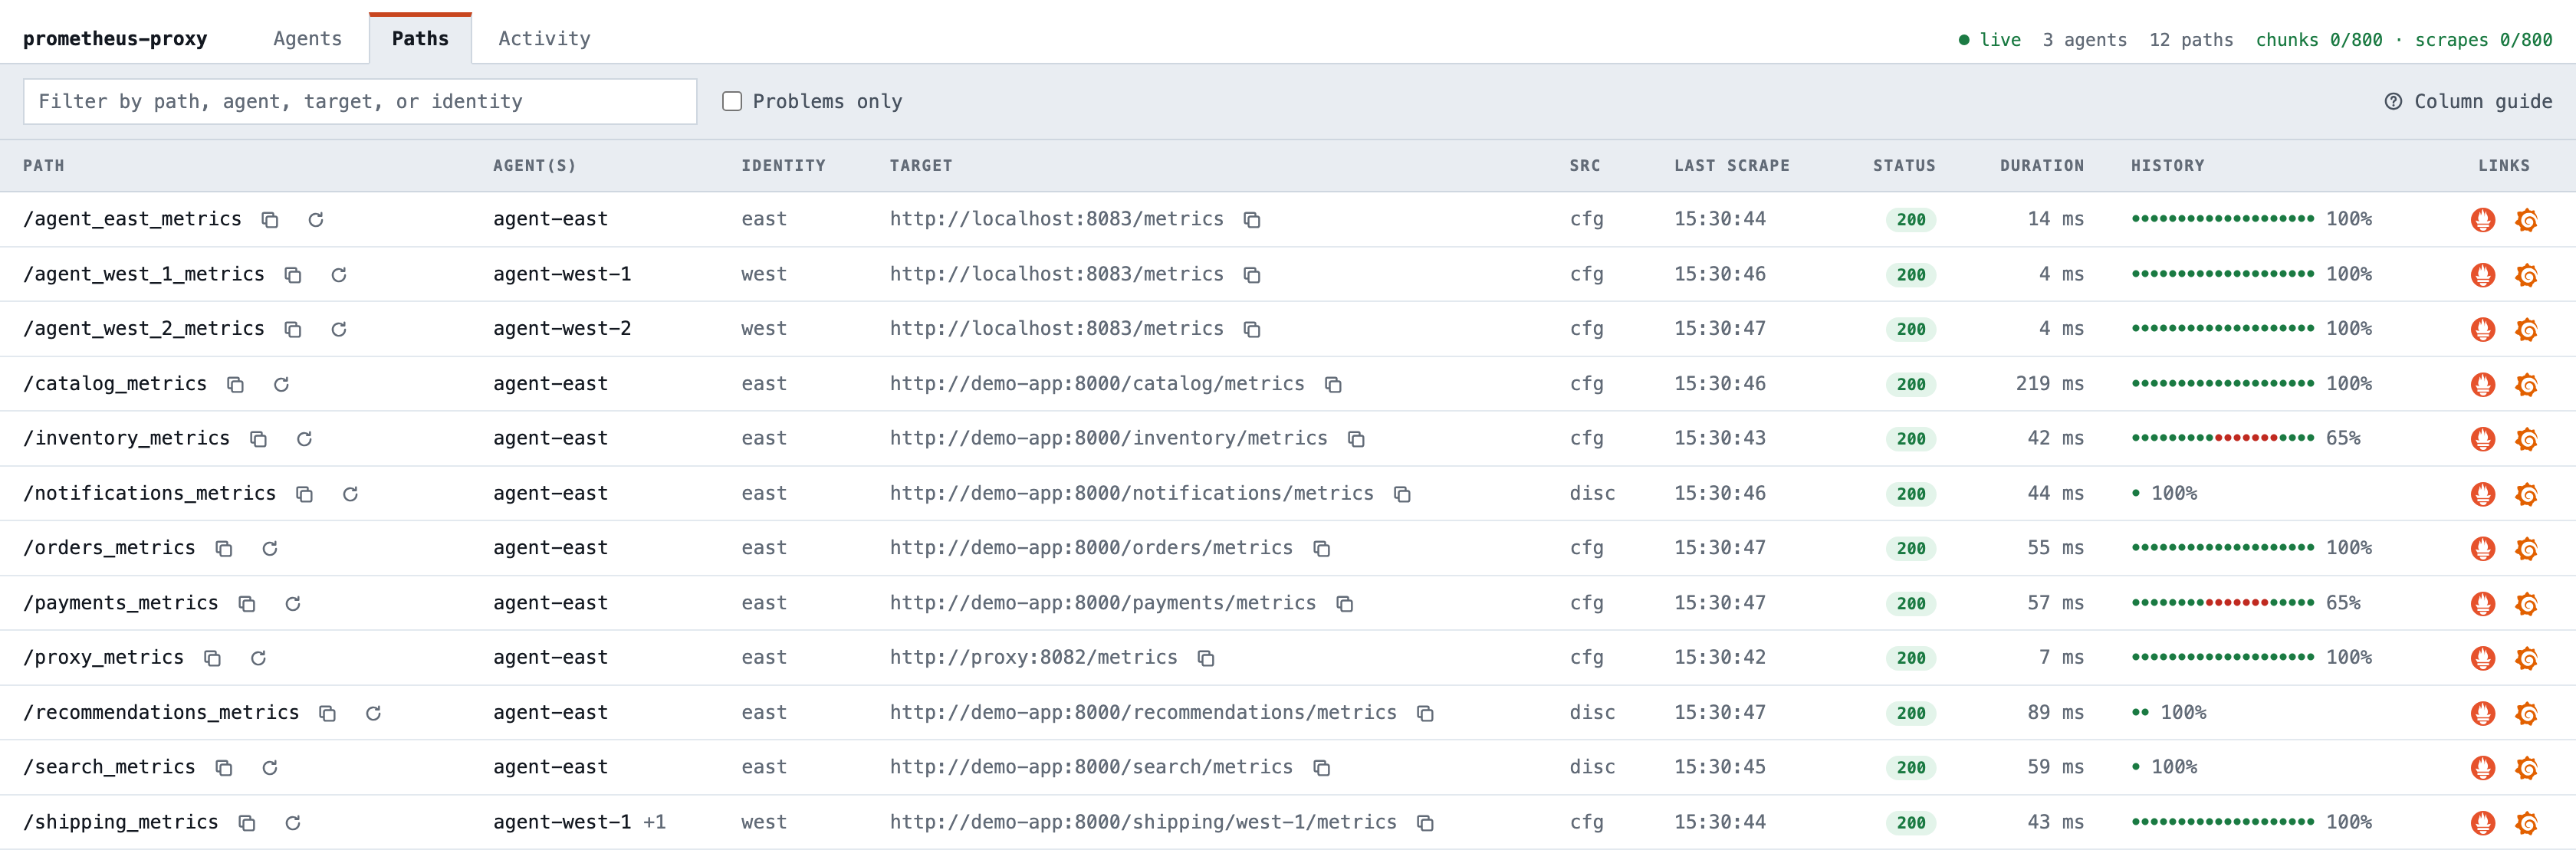 prometheus-proxy Agents Paths Activity live 3 agents 12 paths chunks 0/800 · scrapes 0/800
Filter by path, agent, target, or identity Problems only Column guide
PATH AGENT(S) IDENTITY TARGET SRC LAST SCRAPE STATUS DURATION HISTORY LINKS
/agent_east_metrics agent-east east http://localhost:8083/metrics cfg 15:30:44 200 14 ms 100%
/agent_west_1_metrics agent-west-1 west http://localhost:8083/metrics cfg 15:30:46 200 4 ms 100%
/agent_west_2_metrics agent-west-2 west http://localhost:8083/metrics cfg 15:30:47 200 4 ms 100%
/catalog_metrics agent-east east http://demo-app:8000/catalog/metrics cfg 15:30:46 200 219 ms 100%
/inventory_metrics agent-east east http://demo-app:8000/inventory/metrics cfg 15:30:43 200 42 ms 65%
/notifications_metrics agent-east east http://demo-app:8000/notifications/metrics disc 15:30:46 200 44 ms 100%
/orders_metrics agent-east east http://demo-app:8000/orders/metrics cfg 15:30:47 200 55 ms 100%
/payments_metrics agent-east east http://demo-app:8000/payments/metrics cfg 15:30:47 200 57 ms 65%
/proxy_metrics agent-east east http://proxy:8082/metrics cfg 15:30:42 200 7 ms 100%
/recommendations_metrics agent-east east http://demo-app:8000/recommendations/metrics disc 15:30:47 200 89 ms 100%
/search_metrics agent-east east http://demo-app:8000/search/metrics disc 15:30:45 200 59 ms 100%
/shipping_metrics agent-west-1 +1 west http://demo-app:8000/shipping/west-1/metrics cfg 15:30:44 200 43 ms 100%